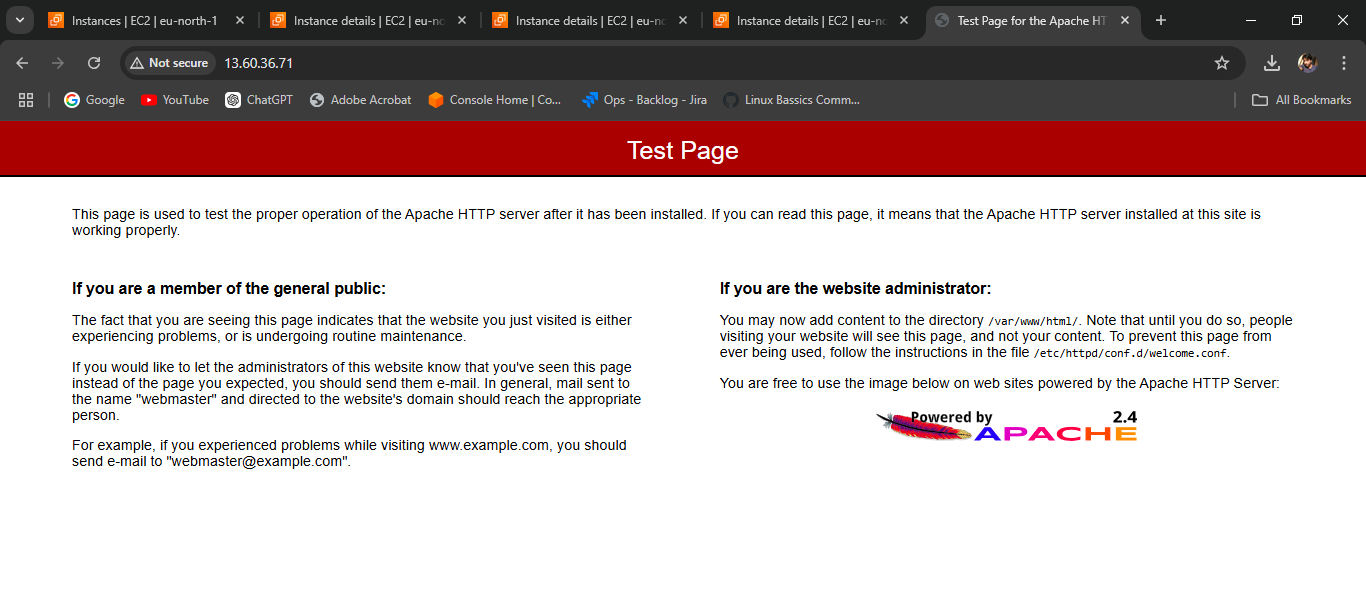 Instances | EC2 | eu-north-1
Instance details | EC2 | eu-no
Instance details | EC2 | eu-no
Instance details | EC2 | eu-no
Test Page for the Apache HT
Not secure
13.60.36.71
Google
YouTube
ChatGPT
Adobe Acrobat
Console Home | Co...
Ops - Backlog - Jira
Linux Bassics Comm...
All Bookmarks
Test Page
This page is used to test the proper operation of the Apache HTTP server after it has been installed. If you can read this page, it means that the Apache HTTP server installed at this site is
working properly.
If you are a member of the general public:
The fact that you are seeing this page indicates that the website you just visited is either
experiencing problems, or is undergoing routine maintenance.
If you would like to let the administrators of this website know that you've seen this page
instead of the page you expected, you should send them e-mail. In general, mail sent to
the name "webmaster" and directed to the website's domain should reach the appropriate
person.
For example, if you experienced problems while visiting www.example.com, you should
send e-mail to "webmaster@example.com".
If you are the website administrator:
You may now add content to the directory /var/www/html/. Note that until you do so, people
visiting your website will see this page, and not your content. To prevent this page from
ever being used, follow the instructions in the file /etc/httpd/conf.d/welcome.conf.
You are free to use the image below on web sites powered by the Apache HTTP Server:
Powered by 2.4
APACHE